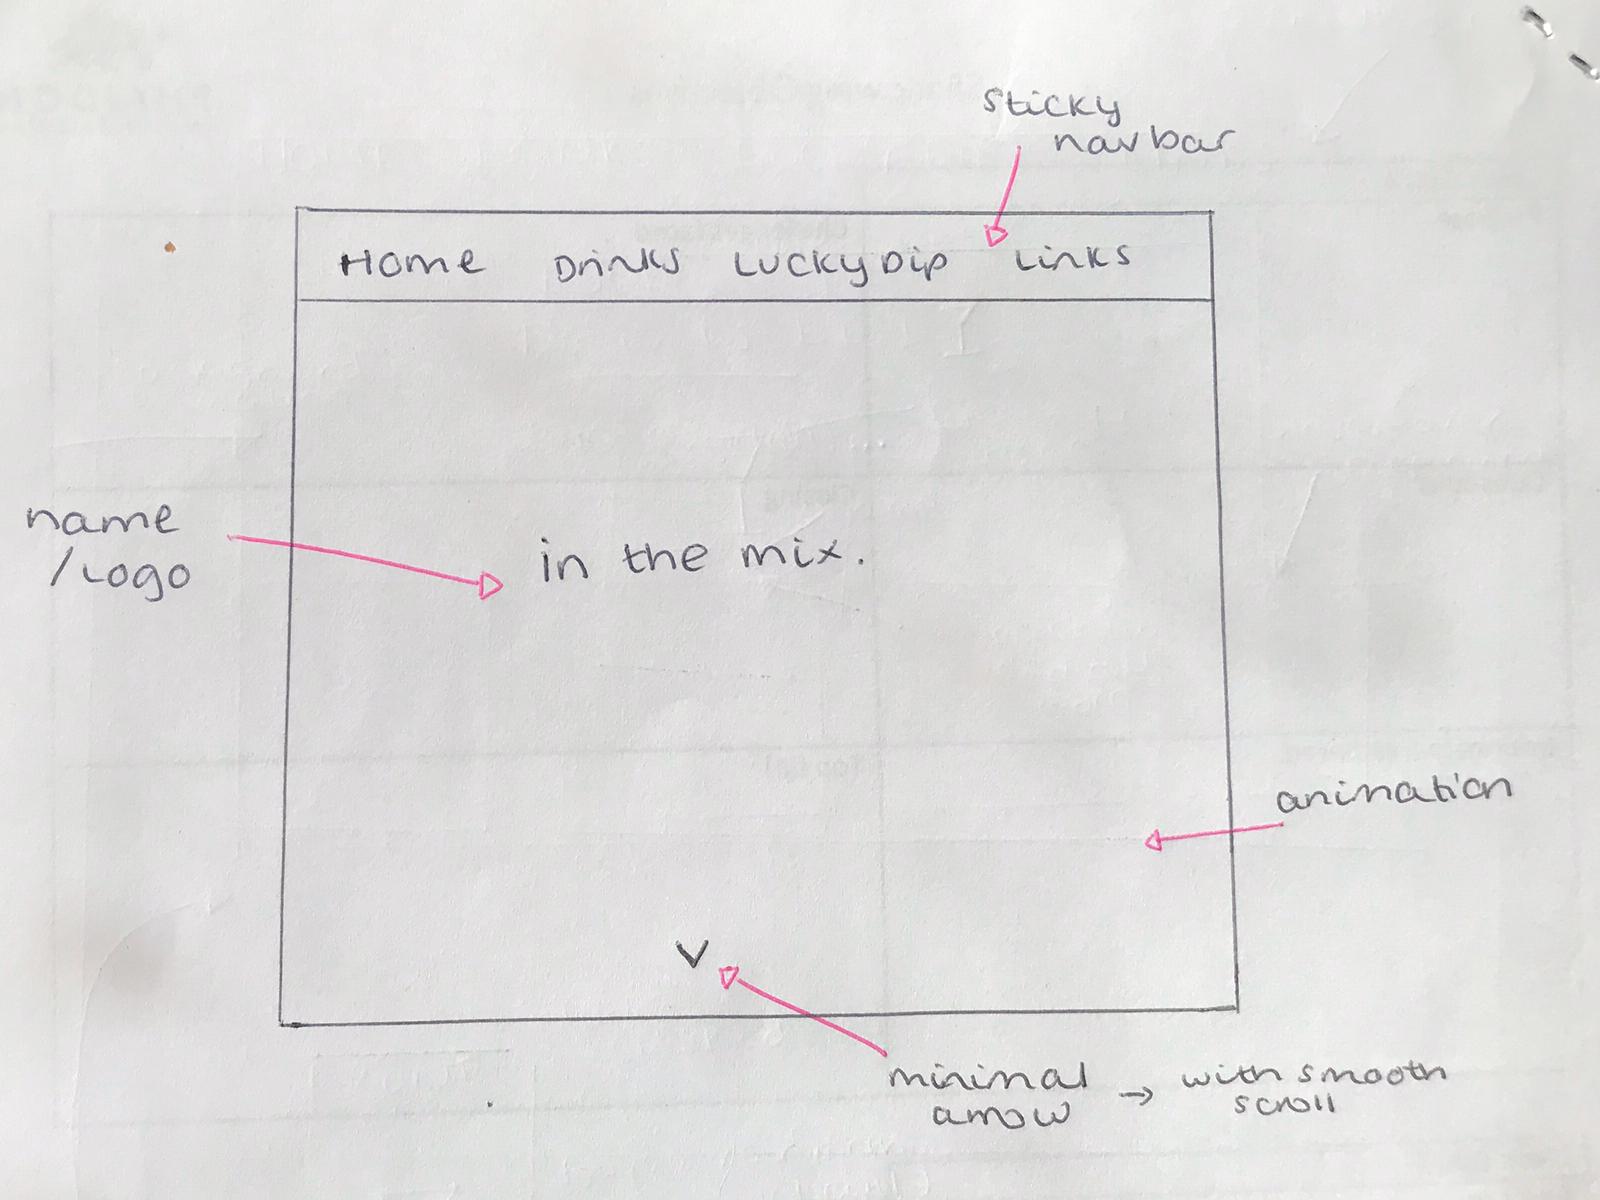 sticky
navbar
Home Drinks Lucky Dip Links
name
/Logo
in the mix.
animation
V
minimal
arrow
→ with smooth
scroll